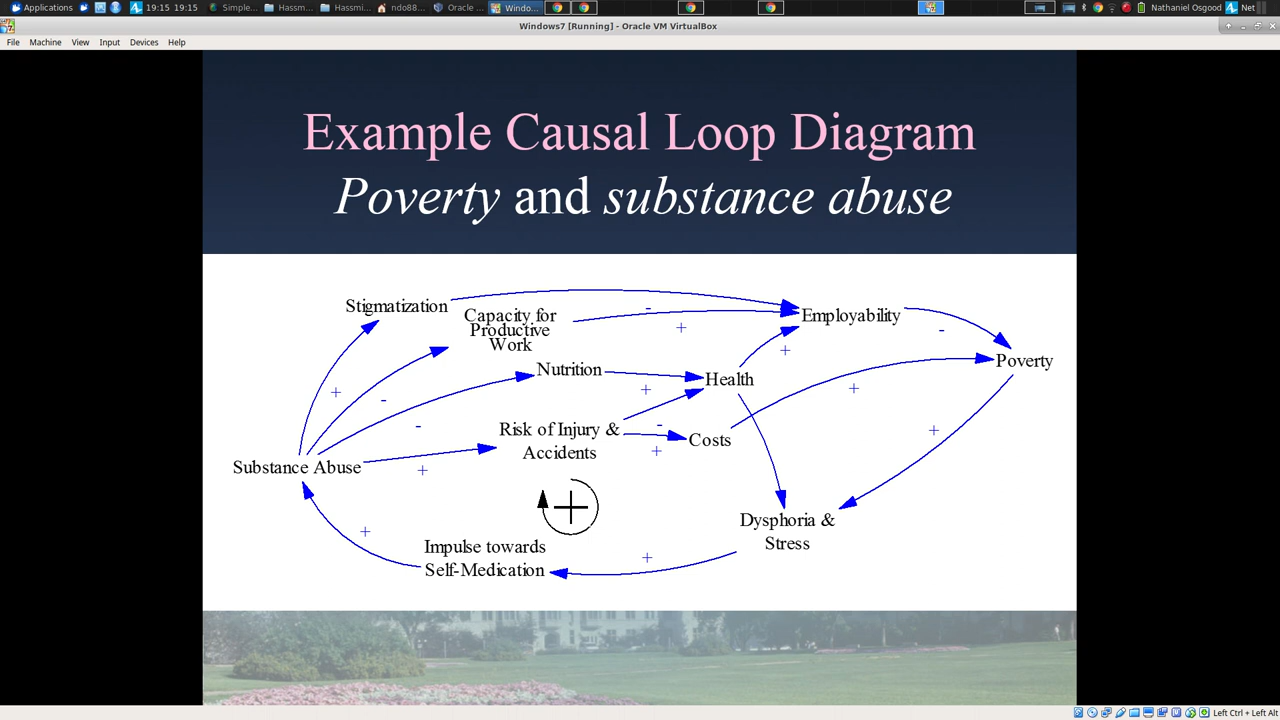 Applications 19:15 19:15 Simple... Hassm... Hassmi... ndo88... Oracle ... Windo... Nathaniel Osgood Net
Windows7 [Running] - Oracle VM VirtualBox
File Machine View Input Devices Help
Example Causal Loop Diagram
Poverty and substance abuse
Stigmatization
Capacity for
Productive
Work
Employability
Poverty
Nutrition
Health
Risk of Injury &
Accidents
Costs
Substance Abuse
Dysphoria &
Stress
Impulse towards
Self-Medication
-
+
-
+
+
-
+
+
-
-
+
+
+
+
+
+
+
Left Ctrl + Left Alt